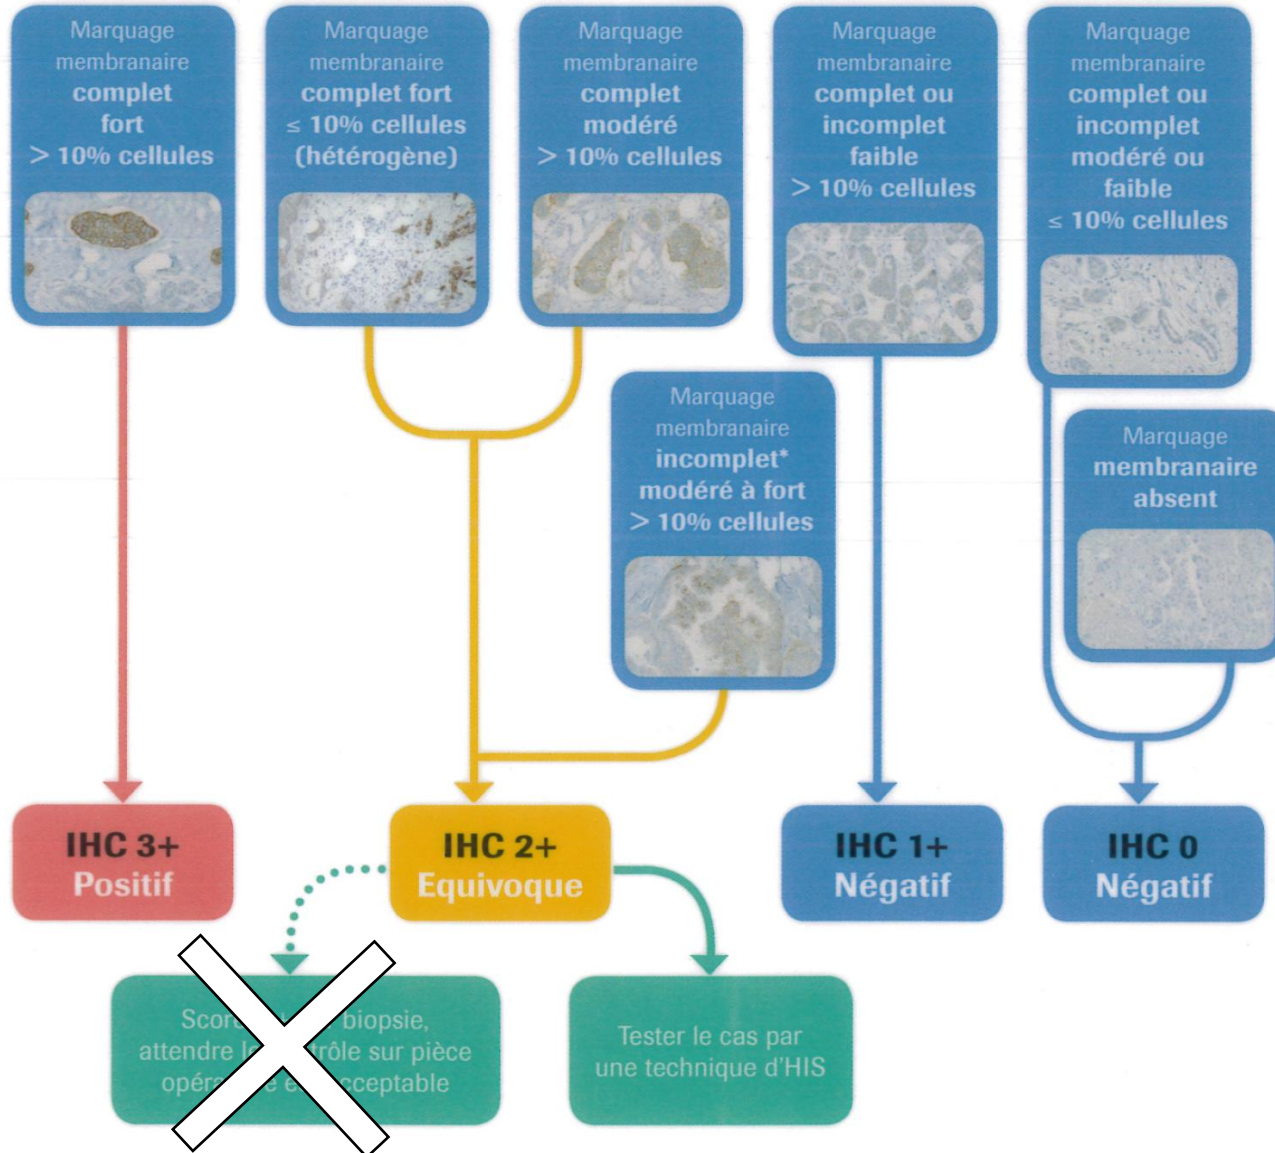 Marquage
membranaire
complet
fort
> 10% cellules
Marquage
membranaire
complet fort
≤ 10% cellules
(hétérogène)
Marquage
membranaire
complet
modéré
> 10% cellules
Marquage
membranaire
complet ou
incomplet
faible
> 10% cellules
Marquage
membranaire
complet ou
incomplet
modéré ou
faible
≤ 10% cellules
Marquage
membranaire
incomplet*
modéré à fort
> 10% cellules
Marquage
membranaire
absent
IHC 3+
Positif
IHC 2+
Equivoque
IHC 1+
Négatif
IHC 0
Négatif
biopsie,
attendre sur pièce
Tester le cas par
une technique d'HIS